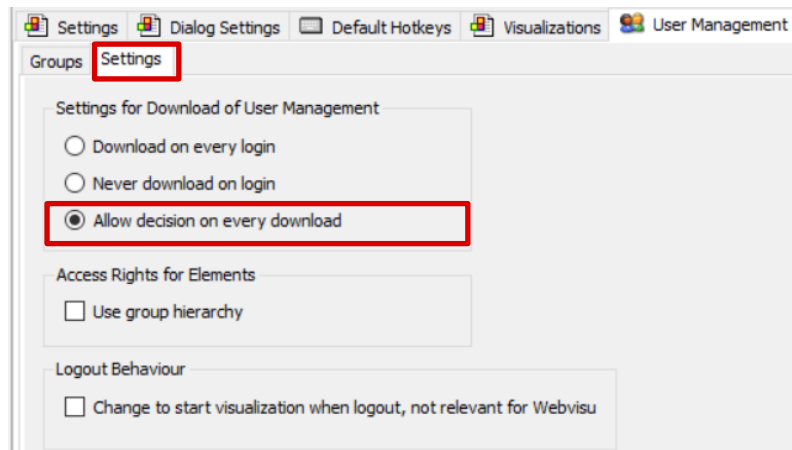 Settings Dialog Settings Default Hotkeys Visualizations User Management
Groups Settings
Settings for Download of User Management
Download on every login
Never download on login
Allow decision on every download
Access Rights for Elements
Use group hierarchy
Logout Behaviour
Change to start visualization when logout, not relevant for Webvisu